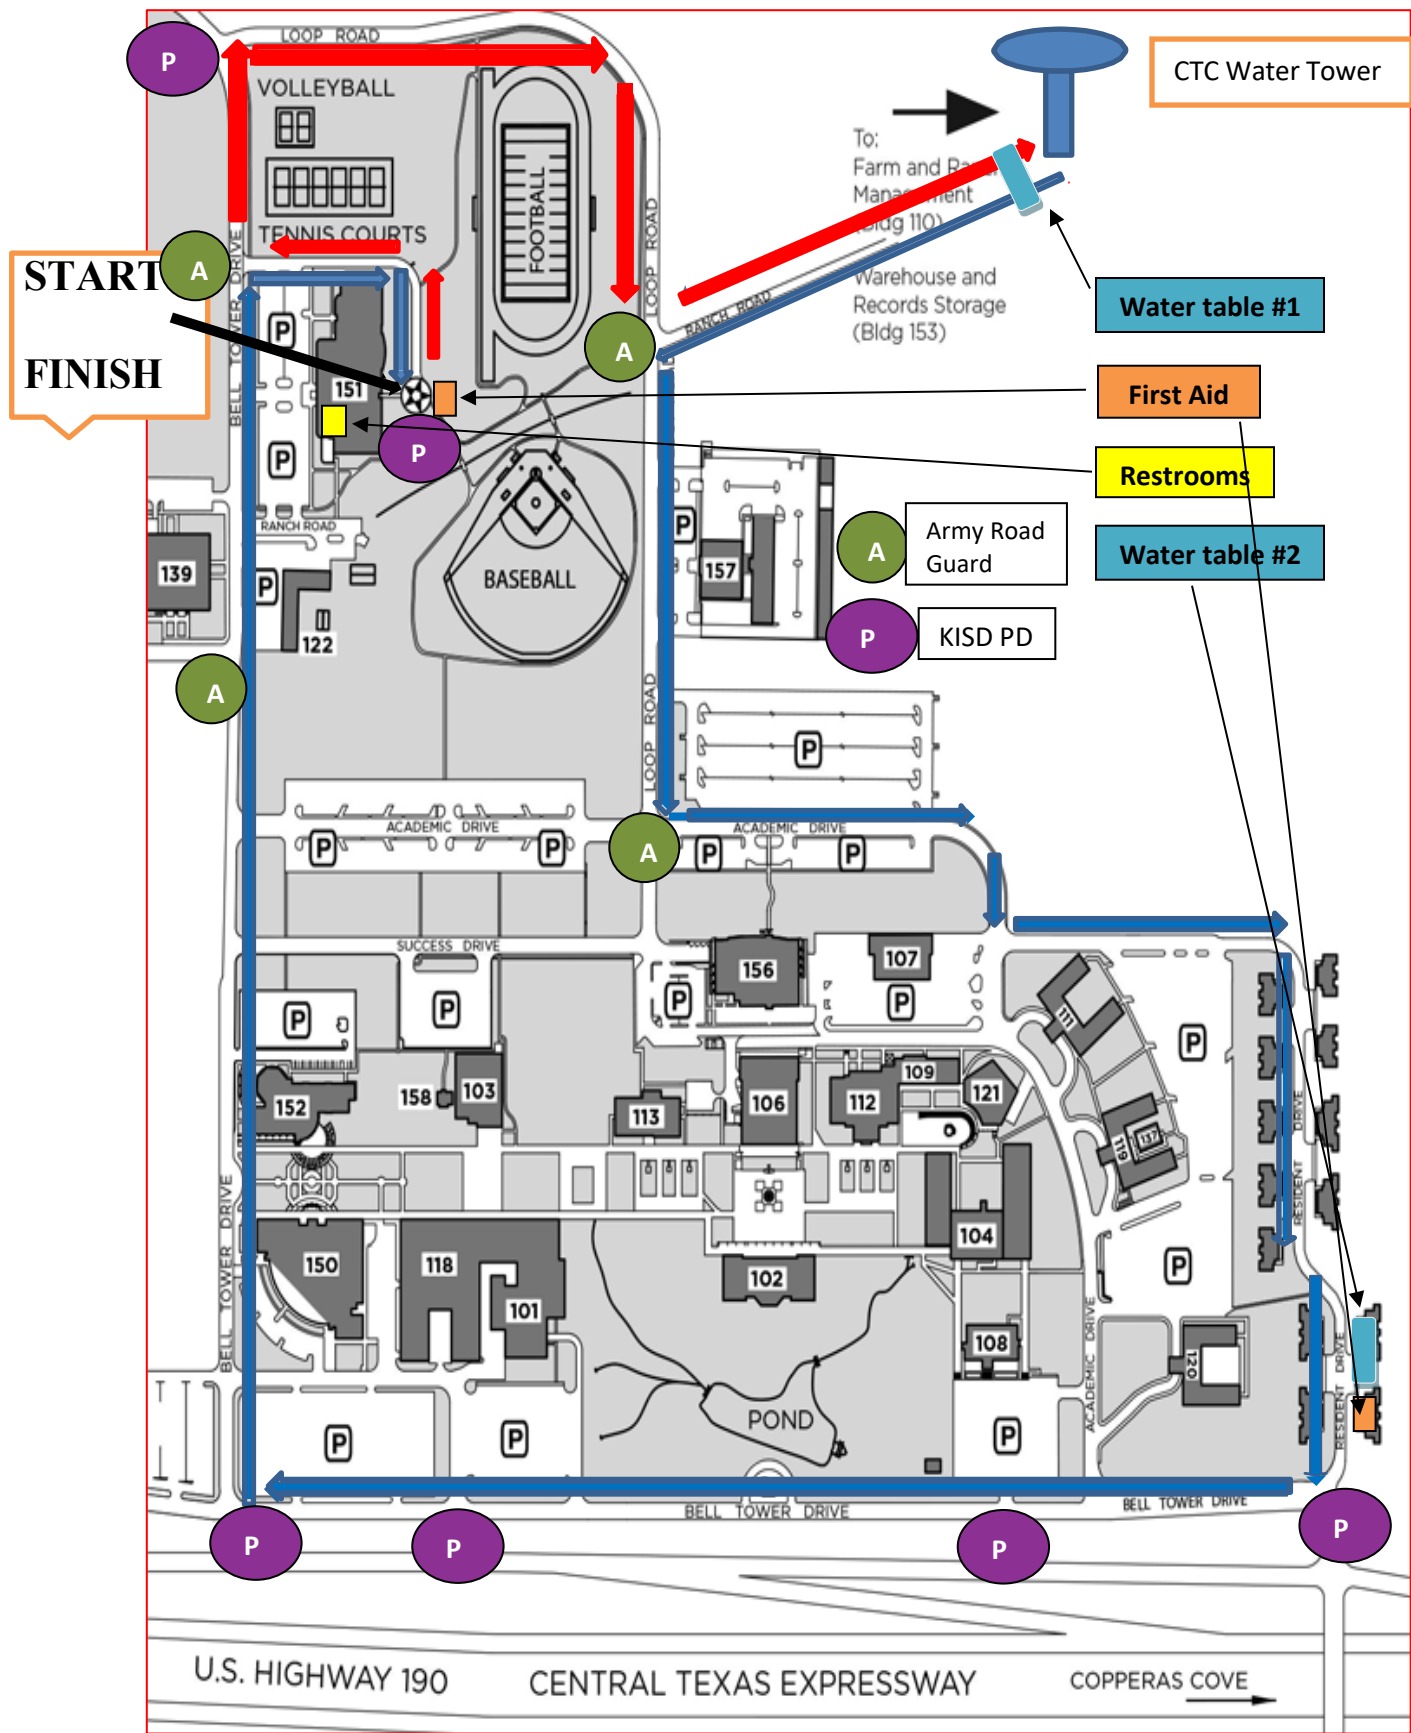 LOOP ROAD
P
VOLLEYBALL
CTC Water Tower
To:
Farm and Ranch
Management
(Bldg 110)
Warehouse and
Records Storage
(Bldg 153)
FOOTBALL
TENNIS COURTS
LOOP ROAD
RANCH ROAD
BELL TOWER DRIVE
START
FINISH
A
A
P
151
P
P
Water table #1
First Aid
Restrooms
Water table #2
RANCH ROAD
139
P
122
BASEBALL
P
157
A
Army Road
Guard
P
KISD PD
A
LOOP ROAD
P
ACADEMIC DRIVE
ACADEMIC DRIVE
P
P
A
P
P
SUCCESS DRIVE
156
107
P
P
P
P
111
P
152
158
103
113
106
112
109
121
119
137
RESIDENT DRIVE
BELL TOWER DRIVE
150
118
101
102
104
P
108
ACADEMIC DRIVE
120
RESIDENT DRIVE
P
P
POND
P
BELL TOWER DRIVE
BELL TOWER DRIVE
P
P
P
P
U.S. HIGHWAY 190
CENTRAL TEXAS EXPRESSWAY
COPPERAS COVE